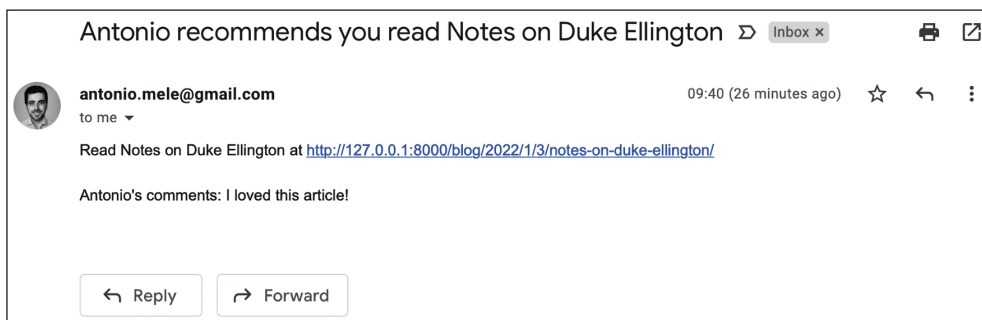 Antonio recommends you read Notes on Duke Ellington Inbox ×
antonio.mele@gmail.com 09:40 (26 minutes ago)
to me
Read Notes on Duke Ellington at http://127.0.0.1:8000/blog/2022/1/3/notes-on-duke-ellington/
Antonio's comments: I loved this article!
Reply Forward